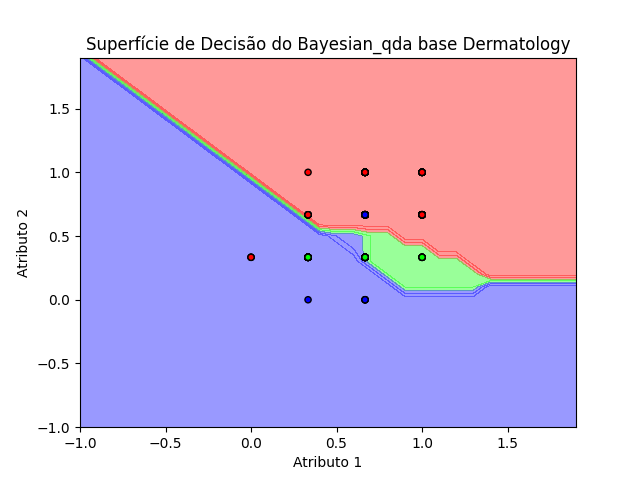 Superfície de Decisão do Bayesian_qda base Dermatology
1.5
1.0
0.5
0.0
−0.5
−1.0
Atributo 2
−1.0 −0.5 0.0 0.5 1.0 1.5
Atributo 1